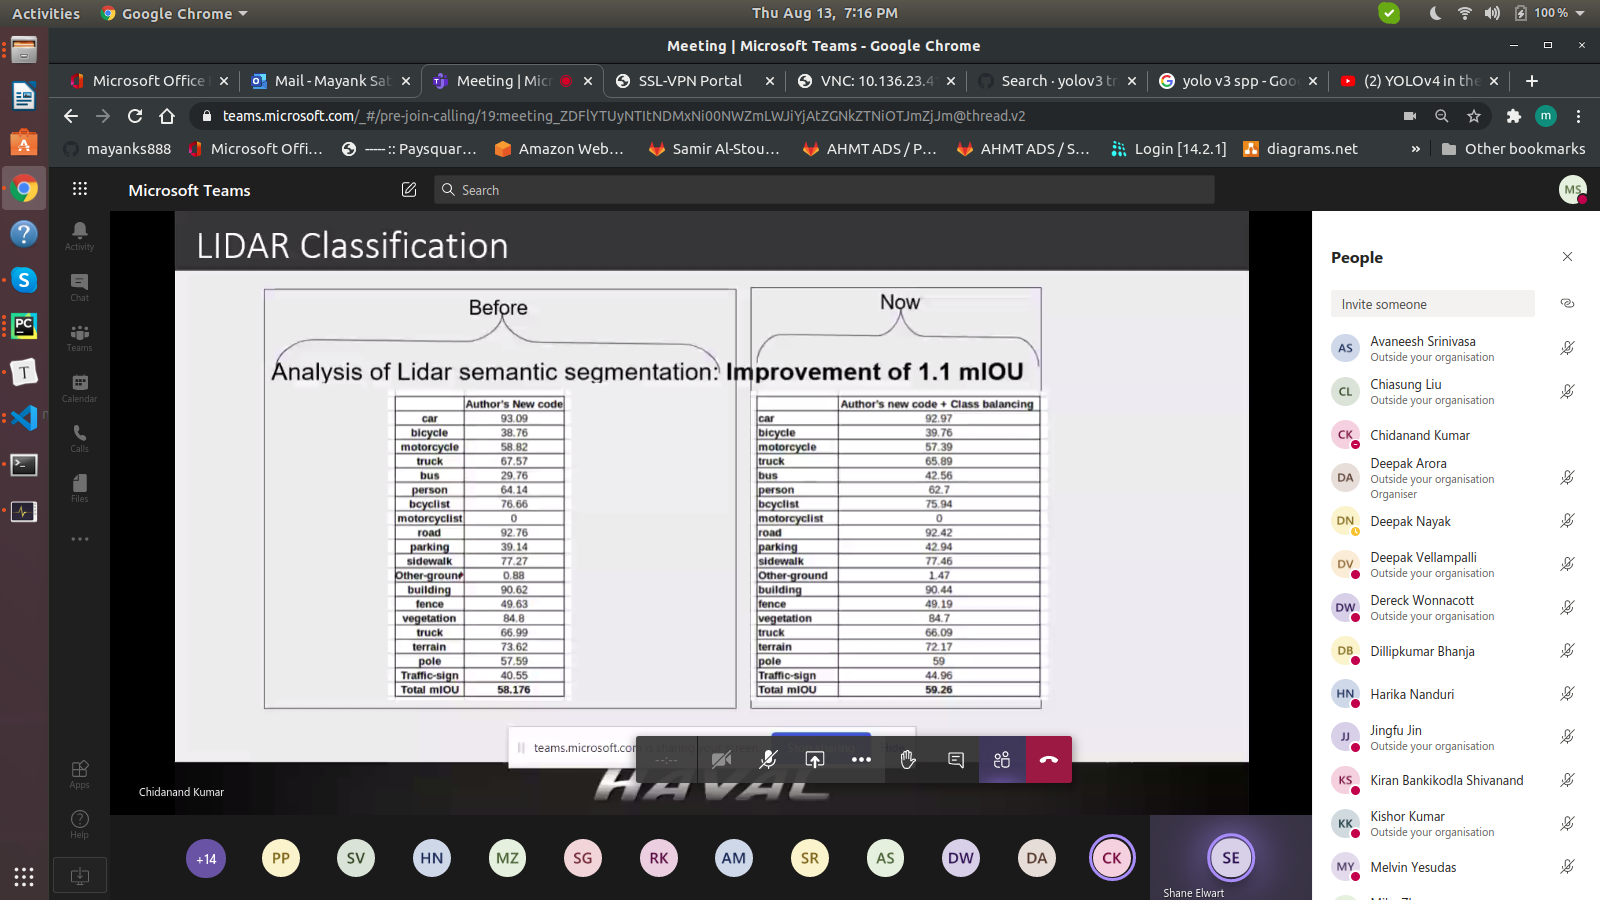 Activities
Google Chrome
Thu Aug 13, 7:16 PM
100 %
Meeting | Microsoft Teams - Google Chrome
Microsoft Office
Mail - Mayank Sat
Meeting | Micr
SSL-VPN Portal
VNC: 10.136.23.4
Search · yolov3 tr
yolo v3 spp - Goo
(2) YOLOv4 in the
teams.microsoft.com/_#/pre-join-calling/19:meeting_ZDFlYTUyNTItNDMxNi00NWZmLWJiYjAtZGNkZTNiOTJmZjJm@thread.v2
m
mayanks888
Microsoft Offi...
----:: Paysquar...
Amazon Web...
Samir Al-Stou...
AHMT ADS / P...
AHMT ADS / S...
Login [14.2.1]
diagrams.net
»
Other bookmarks
Microsoft Teams
Search
MS
Activity
Chat
Teams
Calendar
Calls
Files
Apps
Help
LIDAR Classification
Before
Now
Analysis of Lidar semantic segmentation: Improvement of 1.1 mIOU
Author's New code
car 93.09
bicycle 38.76
motorcycle 58.82
truck 67.57
bus 29.76
person 64.14
bcyclist 76.66
motorcyclist 0
road 92.76
parking 39.14
sidewalk 77.27
Other-groun
0.88
building 90.62
fence 49.63
vegetation 84.8
truck 66.99
terrain 73.62
pole 57.59
Traffic-sign 40.55
Total mIOU 58.176
Author's new code + Class balancing
car 92.97
bicycle 39.76
motorcycle 57.39
truck 65.89
bus 42.56
person 62.7
bcyclist 75.94
motorcyclist 0
road 92.42
parking 42.94
sidewalk 77.46
Other-ground 1.47
building 90.44
fence 49.19
vegetation 84.7
truck 66.09
terrain 72.17
pole 59
Traffic-sign 44.96
Total mIOU 59.26
teams.microsoft.com
--:--
HAVAL
Chidanand Kumar
+14
PP
SV
HN
MZ
SG
RK
AM
SR
AS
DW
DA
CK
SE
Shane Elwart
People
Invite someone
AS
Avaneesh Srinivasa
Outside your organisation
CL
Chiasung Liu
Outside your organisation
CK
Chidanand Kumar
DA
Deepak Arora
Outside your organisation
Organiser
DN
Deepak Nayak
DV
Deepak Vellampalli
Outside your organisation
DW
Dereck Wonnacott
Outside your organisation
DB
Dillipkumar Bhanja
HN
Harika Nanduri
JJ
Jingfu Jin
Outside your organisation
KS
Kiran Bankikodla Shivanand
KK
Kishor Kumar
Outside your organisation
MY
Melvin Yesudas